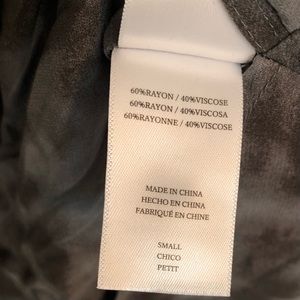 60%RAYON / 40%VISCOSE
60%RAYON / 40%VISCOSA
60%RAYONNE / 40%VISCOSE
MADE IN CHINA
HECHO EN CHINA
FABRIQUÉ EN CHINE
SMALL
CHICO
PETIT